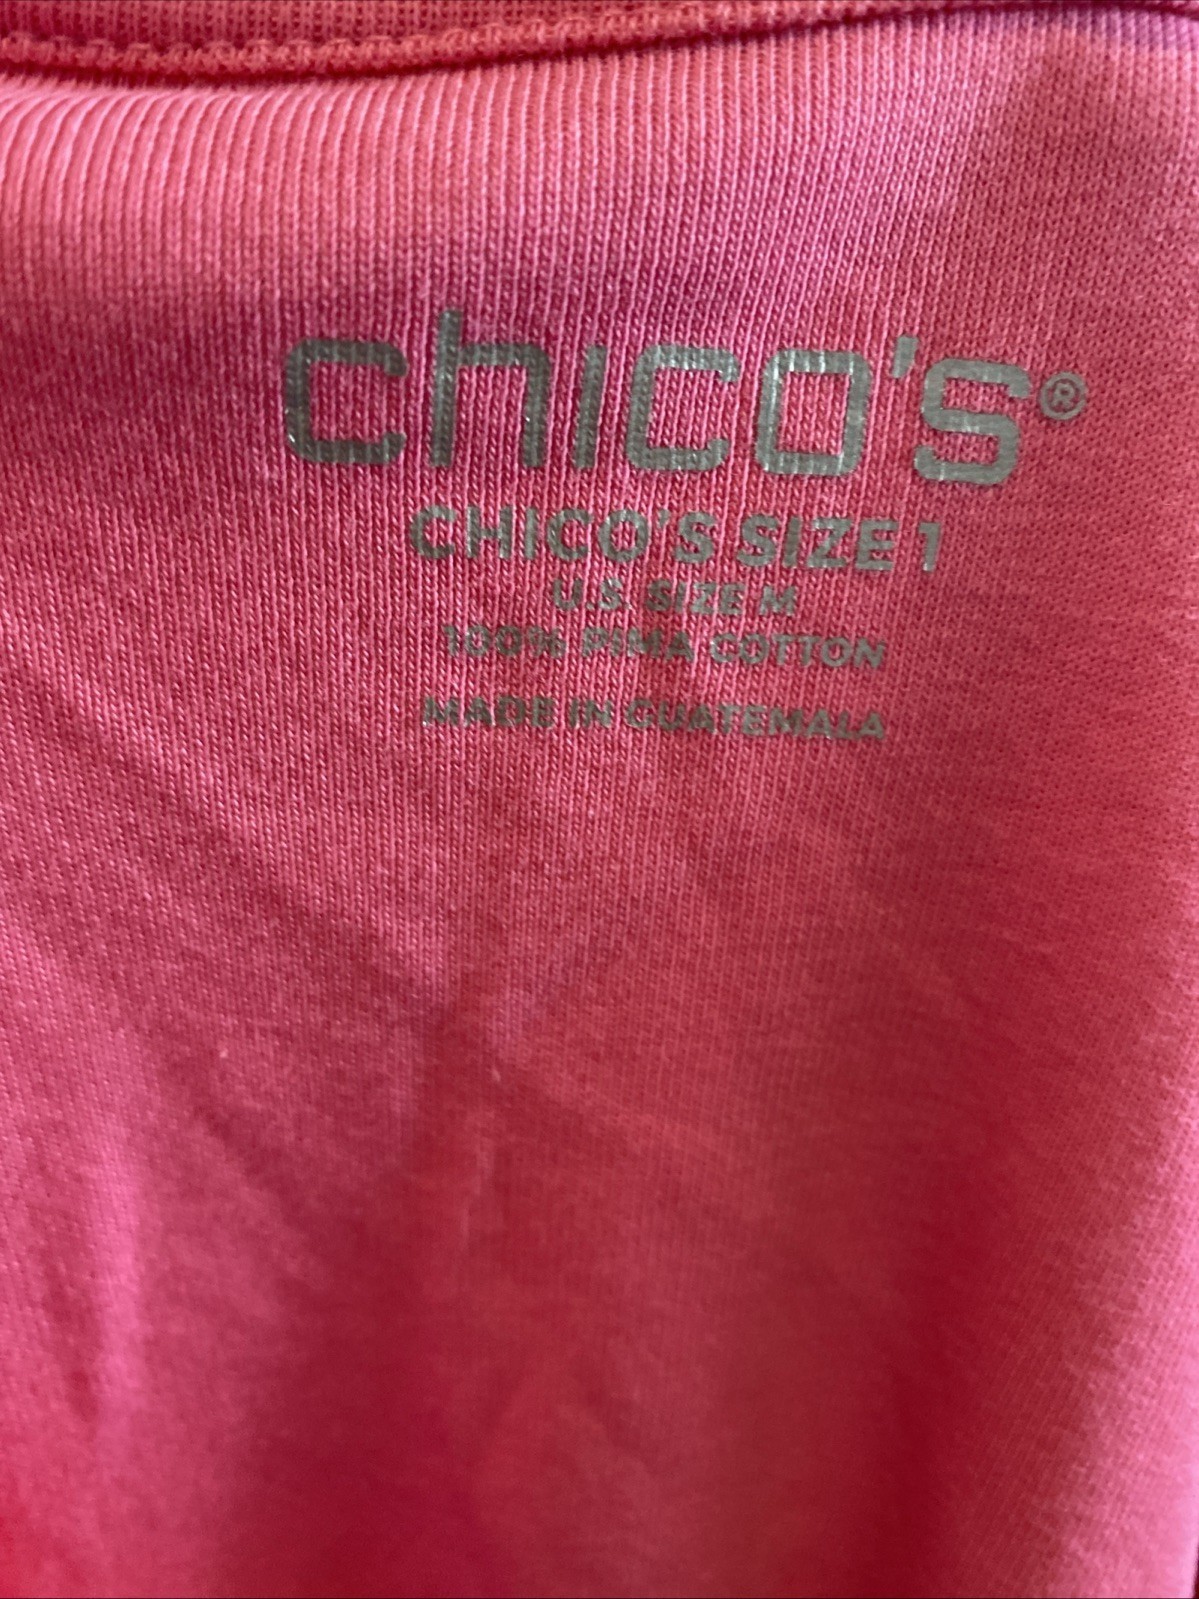 chico's®
CHICO'S SIZE 1
U.S. SIZE M
100% PIMA COTTON
MADE IN GUATEMALA